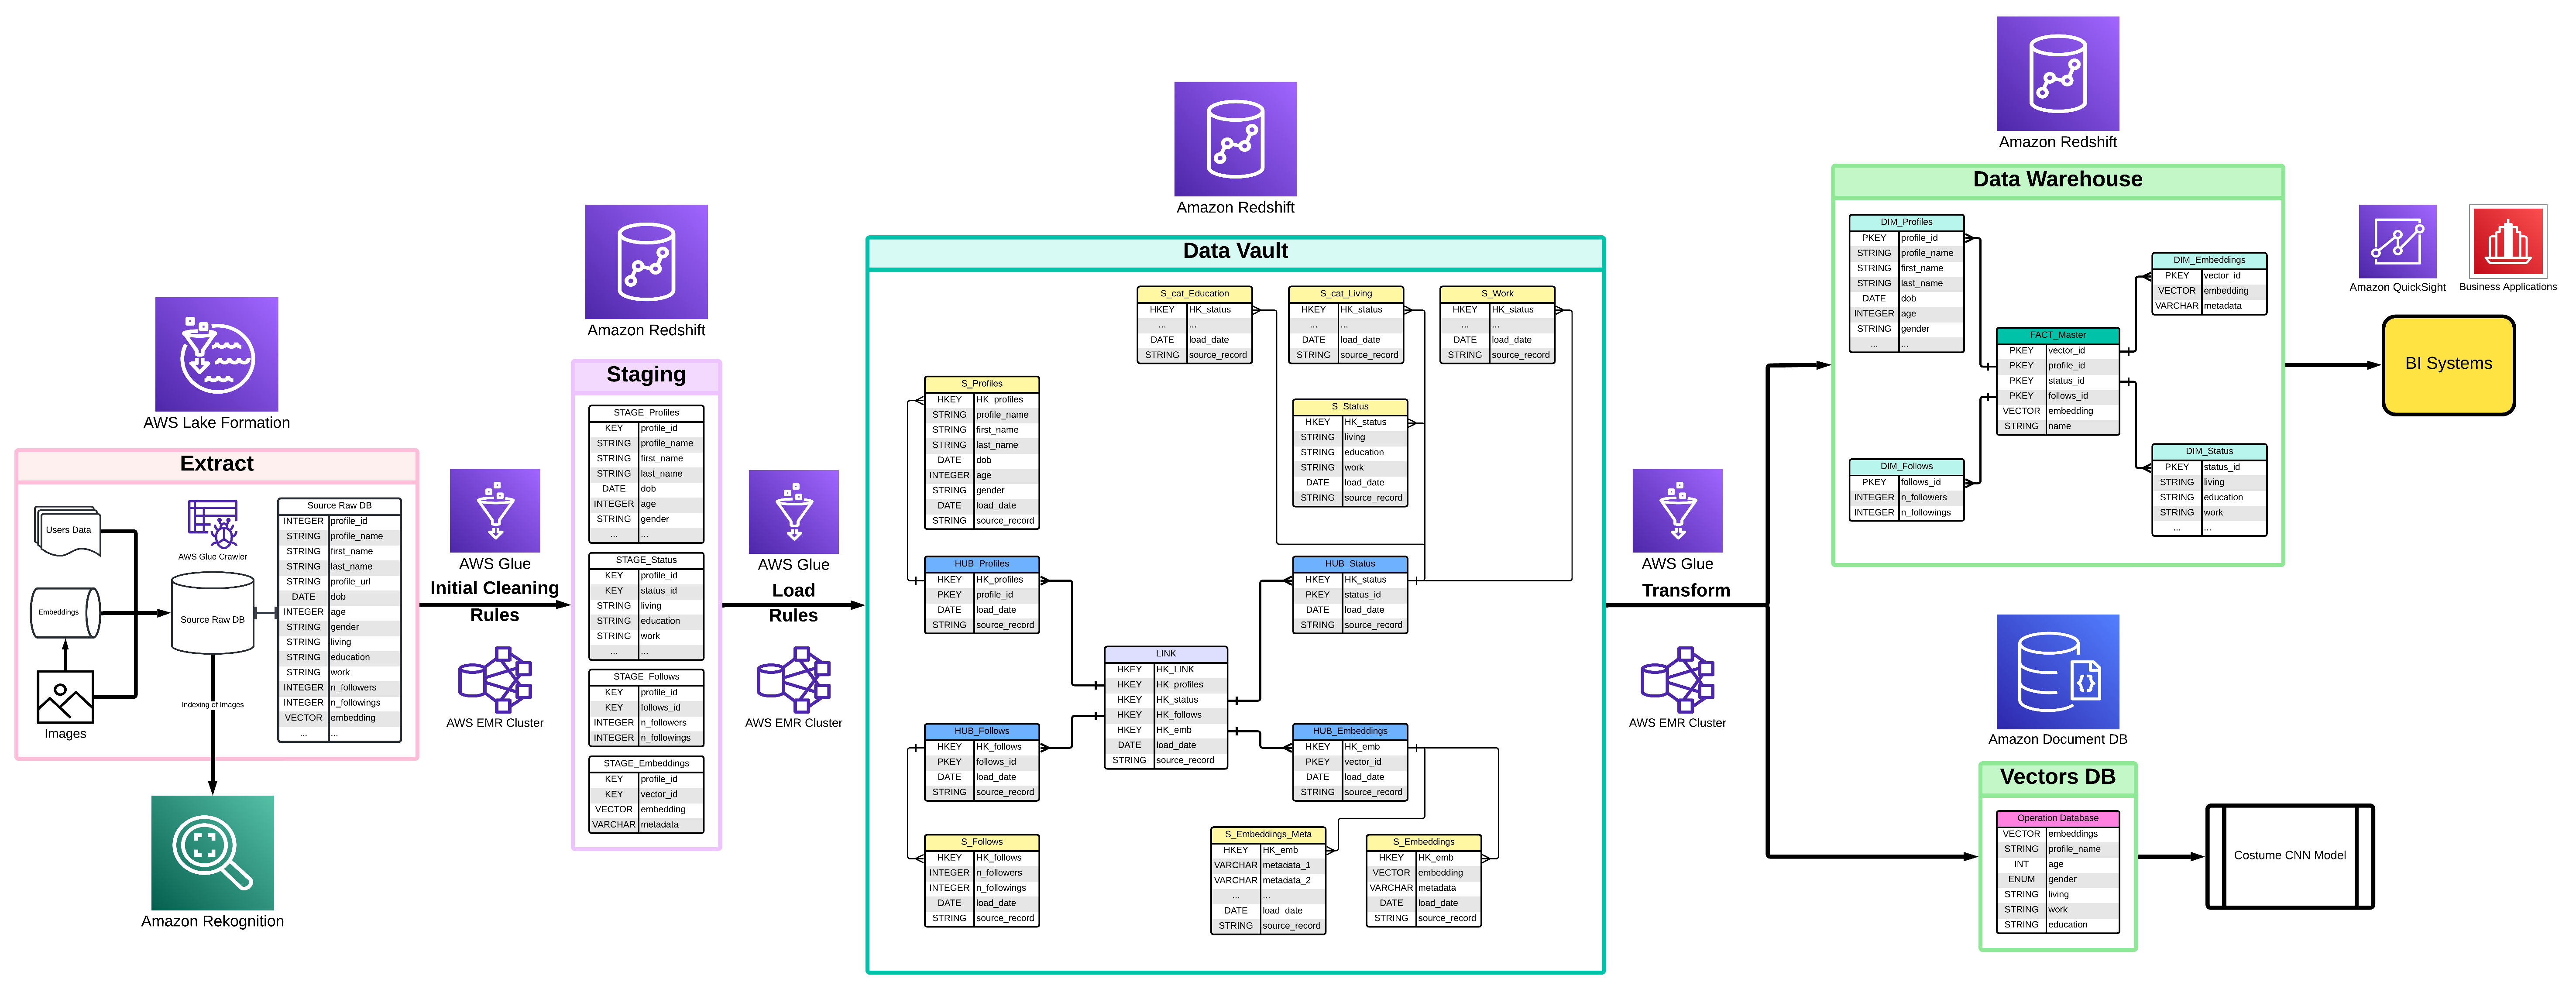 AWS Lake Formation
Extract
Users Data
Embeddings
Images
AWS Glue Crawler
Source Raw DB
Indexing of Images
Source Raw DB
INTEGER profile_id
STRING profile_name
STRING first_name
STRING last_name
STRING profile_url
DATE dob
INTEGER age
STRING gender
STRING living
STRING education
STRING work
INTEGER n_followers
INTEGER n_followings
VECTOR embedding
... ...
Amazon Rekognition
AWS Glue
Initial Cleaning
Rules
AWS EMR Cluster
Amazon Redshift
Staging
STAGE_Profiles
KEY profile_id
STRING profile_name
STRING first_name
STRING last_name
DATE dob
INTEGER age
STRING gender
... ...
STAGE_Status
KEY profile_id
KEY status_id
STRING living
STRING education
STRING work
... ...
STAGE_Follows
KEY profile_id
KEY follows_id
INTEGER n_followers
INTEGER n_followings
STAGE_Embeddings
KEY profile_id
KEY vector_id
VECTOR embedding
VARCHAR metadata
AWS Glue
Load
Rules
AWS EMR Cluster
Amazon Redshift
Data Vault
S_cat_Education
HKEY HK_status
... ...
DATE load_date
STRING source_record
S_cat_Living
HKEY HK_status
... ...
DATE load_date
STRING source_record
S_Work
HKEY HK_status
... ...
DATE load_date
STRING source_record
S_Profiles
HKEY HK_profiles
STRING profile_name
STRING first_name
STRING last_name
DATE dob
INTEGER age
STRING gender
DATE load_date
STRING source_record
S_Status
HKEY HK_status
STRING living
STRING education
STRING work
DATE load_date
STRING source_record
HUB_Profiles
HKEY HK_profiles
PKEY profile_id
DATE load_date
STRING source_record
HUB_Status
HKEY HK_status
PKEY status_id
DATE load_date
STRING source_record
LINK
HKEY HK_LINK
HKEY HK_profiles
HKEY HK_status
HKEY HK_follows
HKEY HK_emb
DATE load_date
STRING source_record
HUB_Follows
HKEY HK_follows
PKEY follows_id
DATE load_date
STRING source_record
HUB_Embeddings
HKEY HK_emb
PKEY vector_id
DATE load_date
STRING source_record
S_Follows
HKEY HK_follows
INTEGER n_followers
INTEGER n_followings
DATE load_date
STRING source_record
S_Embeddings_Meta
HKEY HK_emb
VARCHAR metadata_1
VARCHAR metadata_2
... ...
DATE load_date
STRING source_record
S_Embeddings
HKEY HK_emb
VECTOR embedding
VARCHAR metadata
DATE load_date
STRING source_record
AWS Glue
Transform
AWS EMR Cluster
Amazon Redshift
Data Warehouse
DIM_Profiles
PKEY profile_id
STRING profile_name
STRING first_name
STRING last_name
DATE dob
INTEGER age
STRING gender
... ...
DIM_Embeddings
PKEY vector_id
VECTOR embedding
VARCHAR metadata
FACT_Master
PKEY vector_id
PKEY profile_id
PKEY status_id
PKEY follows_id
VECTOR embedding
STRING name
DIM_Follows
PKEY follows_id
INTEGER n_followers
INTEGER n_followings
DIM_Status
PKEY status_id
STRING living
STRING education
STRING work
... ...
Amazon QuickSight
Business Applications
BI Systems
Amazon Document DB
Vectors DB
Operation Database
VECTOR embeddings
STRING profile_name
INT age
ENUM gender
STRING living
STRING work
STRING education
Costume CNN Model